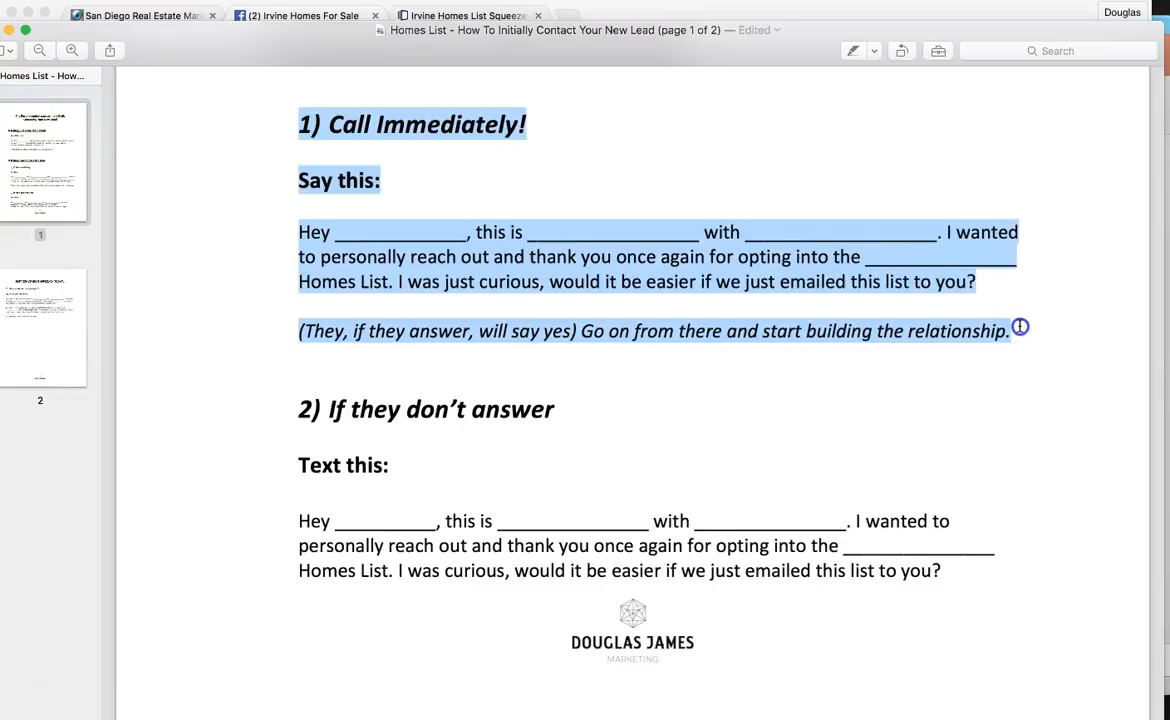 San Diego Real Estate Mark
(2) Irvine Homes For Sale
Irvine Homes List Squeeze
Douglas
Homes List - How To Initially Contact Your New Lead (page 1 of 2) — Edited
Search
Homes List - How...
1
2
1) Call Immediately!
Say this:
Hey _____________, this is _________________ with ___________________. I wanted
to personally reach out and thank you once again for opting into the _______________
Homes List. I was just curious, would it be easier if we just emailed this list to you?
(They, if they answer, will say yes) Go on from there and start building the relationship.
2) If they don’t answer
Text this:
Hey __________, this is _______________ with _______________. I wanted to
personally reach out and thank you once again for opting into the _______________
Homes List. I was curious, would it be easier if we just emailed this list to you?
DOUGLAS JAMES
MARKETING